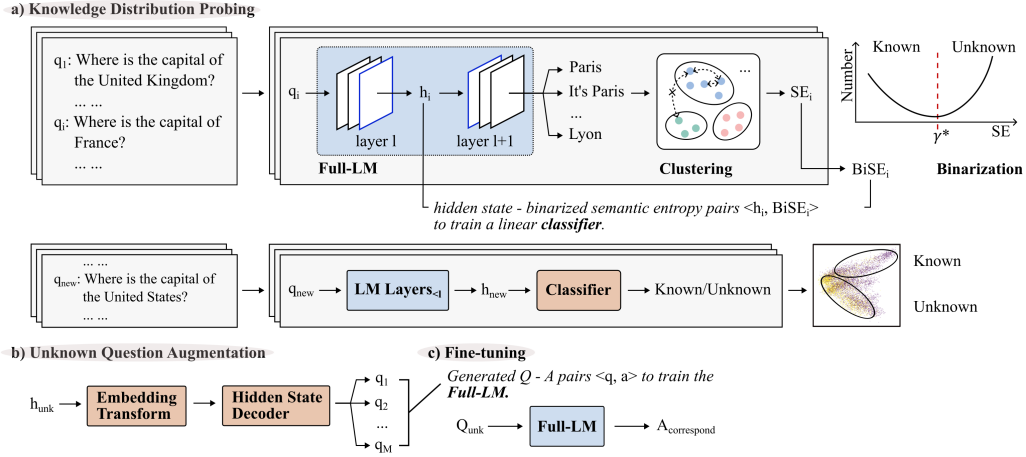 a) Knowledge Distribution Probing
q1: Where is the capital of
the United Kingdom?
... ...
qi: Where is the capital of
France?
... ...
qi
hi
layer l
layer l+1
Full-LM
Paris
It's Paris
...
Lyon
...
Clustering
SEi
Known
Unknown
Number
SE
γ*
BiSEi
Binarization
hidden state - binarized semantic entropy pairs <hi, BiSEi>
to train a linear classifier.
... ...
qnew: Where is the capital of
the United States?
... ...
qnew
LM Layers<l
hnew
Classifier
Known/Unknown
Known
Unknown
b) Unknown Question Augmentation
hunk
Embedding
Transform
Hidden State
Decoder
q1
q2
...
qM
c) Fine-tuning
Generated Q - A pairs <q, a> to train the
Full-LM.
Qunk
Full-LM
Acorrespond